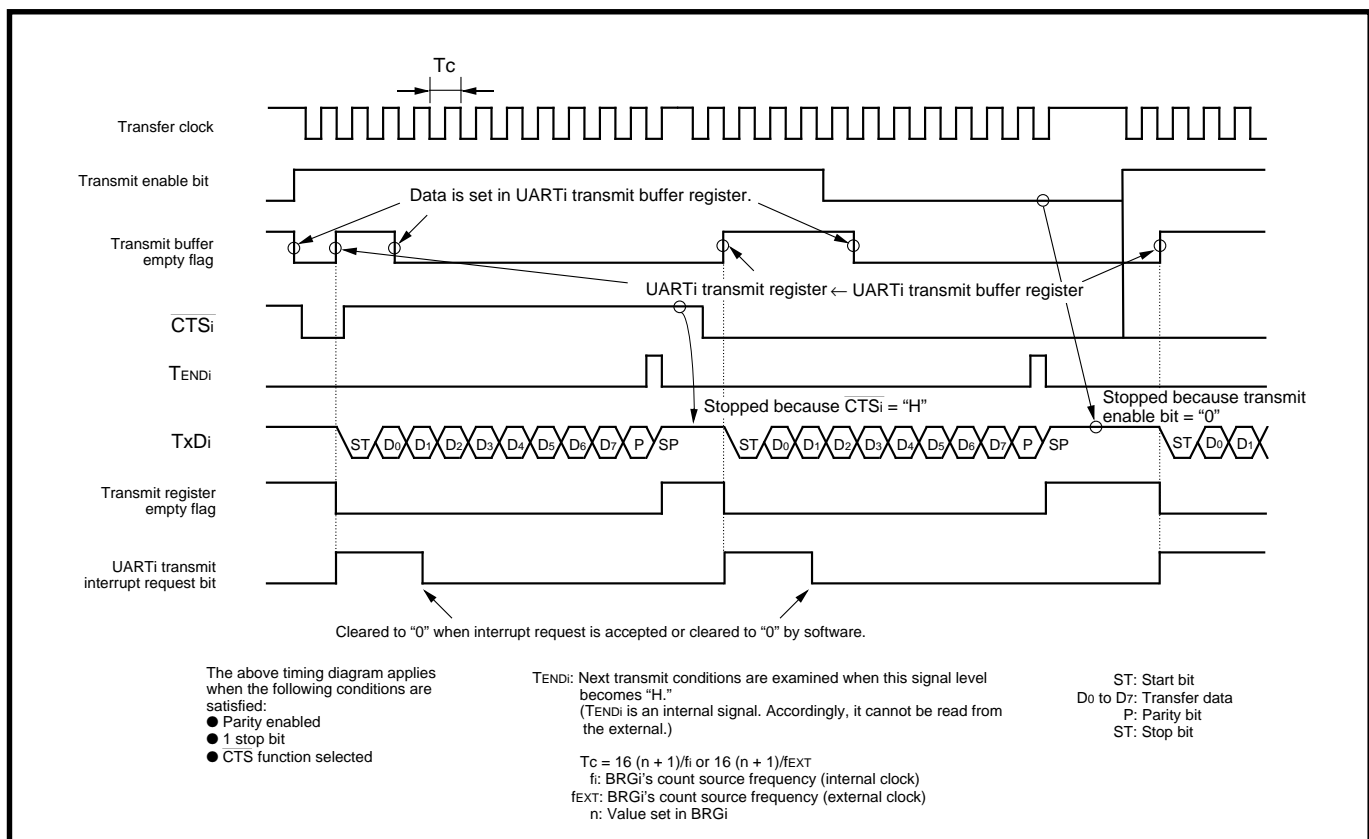 Tc
Transfer clock
Transmit enable bit
Data is set in UARTi transmit buffer register.
Transmit buffer
empty flag
UARTi transmit register ← UARTi transmit buffer register
CTSi
TENDi
Stopped because CTSi = “H”
Stopped because transmit
enable bit = “0”
TxDi
ST D0 D1 D2 D3 D4 D5 D6 D7 P SP ST D0 D1 D2 D3 D4 D5 D6 D7 P SP ST D0 D1
Transmit register
empty flag
UARTi transmit
interrupt request bit
Cleared to “0” when interrupt request is accepted or cleared to “0” by software.
The above timing diagram applies
when the following conditions are
satisfied:
● Parity enabled
● 1 stop bit
● CTS function selected
TENDi: Next transmit conditions are examined when this signal level
becomes “H.”
(TENDi is an internal signal. Accordingly, it cannot be read from
the external.)
Tc = 16 (n + 1)/fi or 16 (n + 1)/fEXT
fi: BRGi’s count source frequency (internal clock)
fEXT: BRGi’s count source frequency (external clock)
n: Value set in BRGi
ST: Start bit
D0 to D7: Transfer data
P: Parity bit
ST: Stop bit